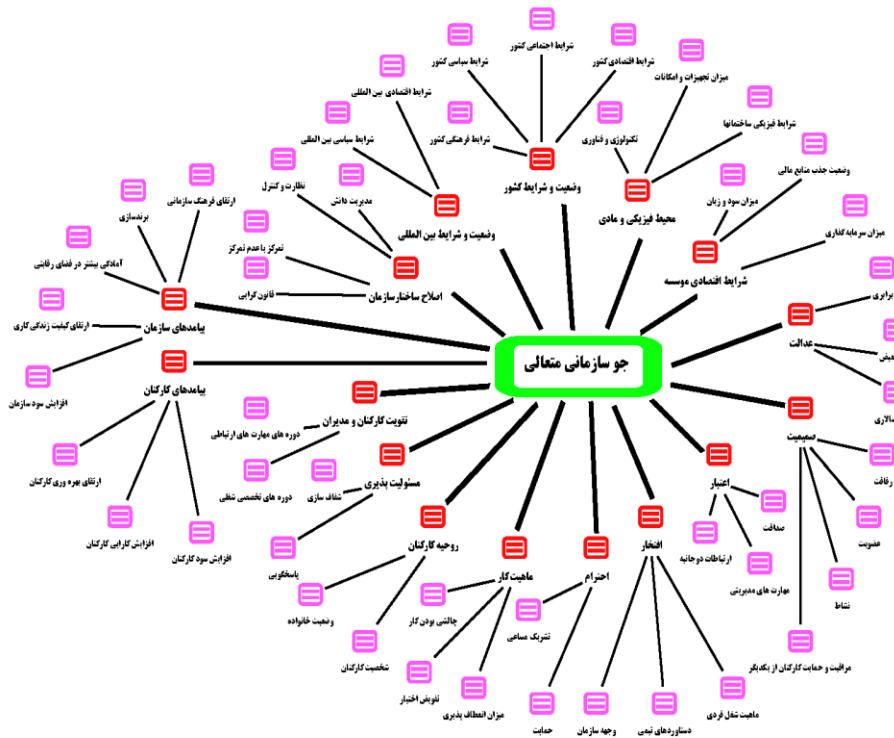 شرایط اجتماعی کشور
شرایط سیاسی کشور
شرایط اقتصادی کشور
میزان تجهیزات و امکانات
شرایط اقتصادی بین المللی
شرایط سیاسی بین المللی
شرایط فرهنگی کشور
تکنولوژی و فناوری
شرایط فیزیکی ساختمانها
وضعیت جذب منابع مالی
نظارت و کنترل
مدیریت دانش
وضعیت و شرایط کشور
محیط فیزیکی و مادی
میزان سود و زیان
ارتقای فرهنگ سازمانی
برندسازی
تمرکز یا عدم تمرکز
وضعیت و شرایط بین المللی
میزان سرمایه گذاری
آمادگی بیشتر در فضای رقابتی
قانون گرایی
اصلاح ساختار سازمان
شرایط اقتصادی موسسه
برابری
ارتقای کیفیت زندگی کاری
پیامدهای سازمان
عدالت
جو سازمانی متعالی
افزایش سود سازمان
پیامدهای کارکنان
سالاری
تقویت کارکنان و مدیران
دوره های مهارت های ارتباطی
صمیمیت
ارتقای بهره وری کارکنان
دوره های تخصصی شغلی
شفاف سازی
مسئولیت پذیری
اعتبار
رفاقت
صداقت
افزایش کارایی کارکنان
افزایش سود کارکنان
پاسخگویی
روحیه کارکنان
ماهیت کار
احترام
افتخار
ارتباطات دوجانبه
عضویت
مهارت های مدیریتی
نشاط
وضعیت خانواده
چالشی بودن کار
تشریک مساعی
شخصیت کارکنان
مراقبت و حمایت کارکنان از یکدیگر
تفویض اختیار
میزان انعطاف پذیری
حمایت
وجهه سازمان
دستاوردهای تیمی
ماهیت شغل فردی